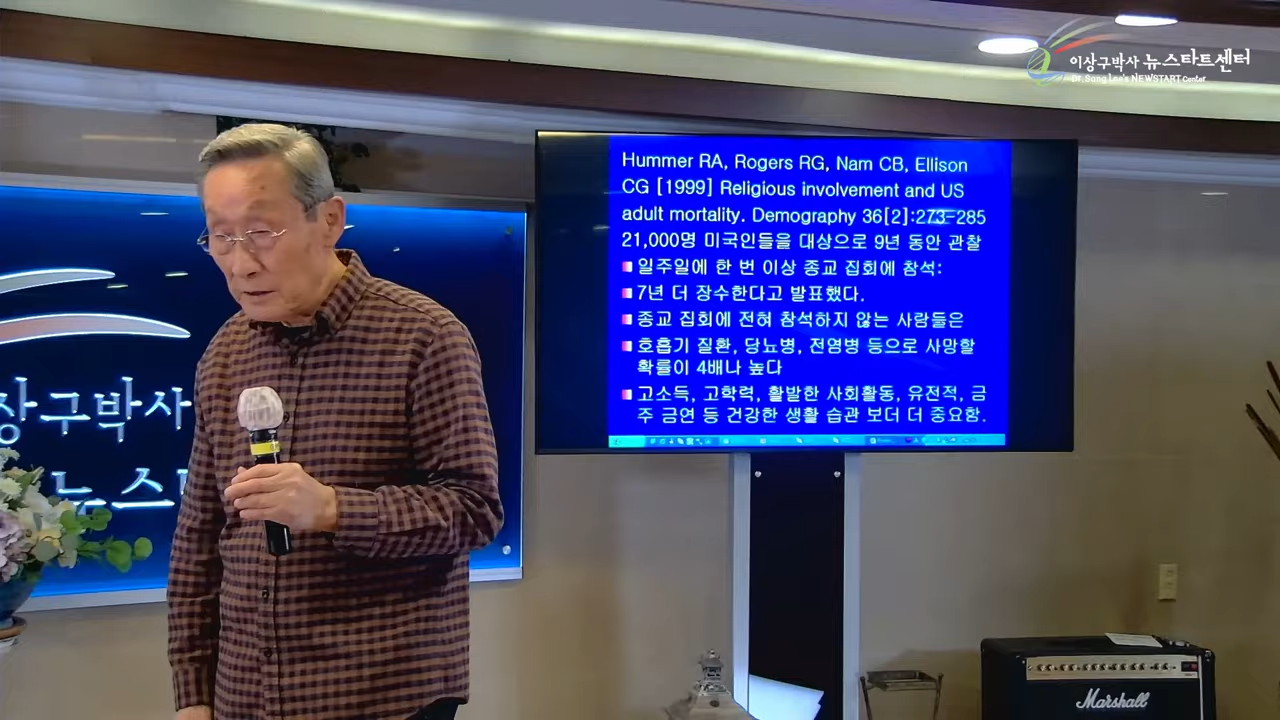 이상구박사 뉴스타트센터
Dr. Sang Lee's NEWSTART Center
Hummer RA, Rogers RG, Nam CB, Ellison
CG [1999] Religious involvement and US
adult mortality. Demography 36[2]:273-285
21,000명 미국인들을 대상으로 9년 동안 관찰
일주일에 한 번 이상 종교 집회에 참석:
7년 더 장수한다고 발표했다.
종교 집회에 전혀 참석하지 않는 사람들은
호흡기 질환, 당뇨병, 전염병 등으로 사망할
확률이 4배나 높다
고소득, 고학력, 활발한 사회활동, 유전적, 금
주 금연 등 건강한 생활 습관 보더 더 중요함.
상구박사
뉴스
Marshall